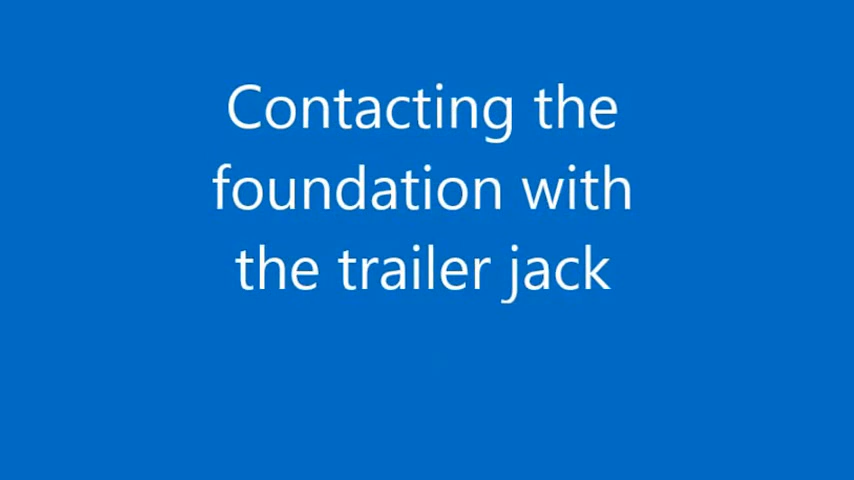 Contacting the
foundation with
the trailer jack